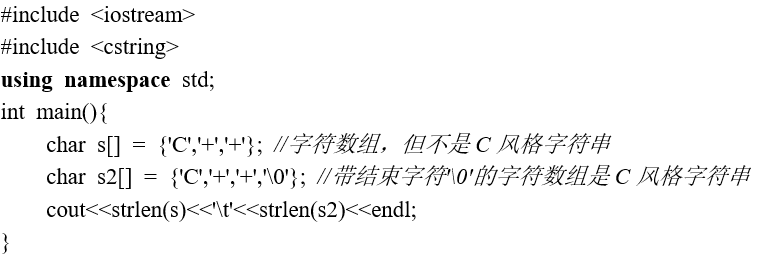 #include <iostream>
#include <cstring>
using namespace std;
int main(){
    char s[] = {'C','+','+'}; //字符数组，但不是 C 风格字符串
    char s2[] = {'C','+','+','\0'}; //带结束字符'\0'的字符数组是 C 风格字符串
    cout<<strlen(s)<<'\t'<<strlen(s2)<<endl;
}